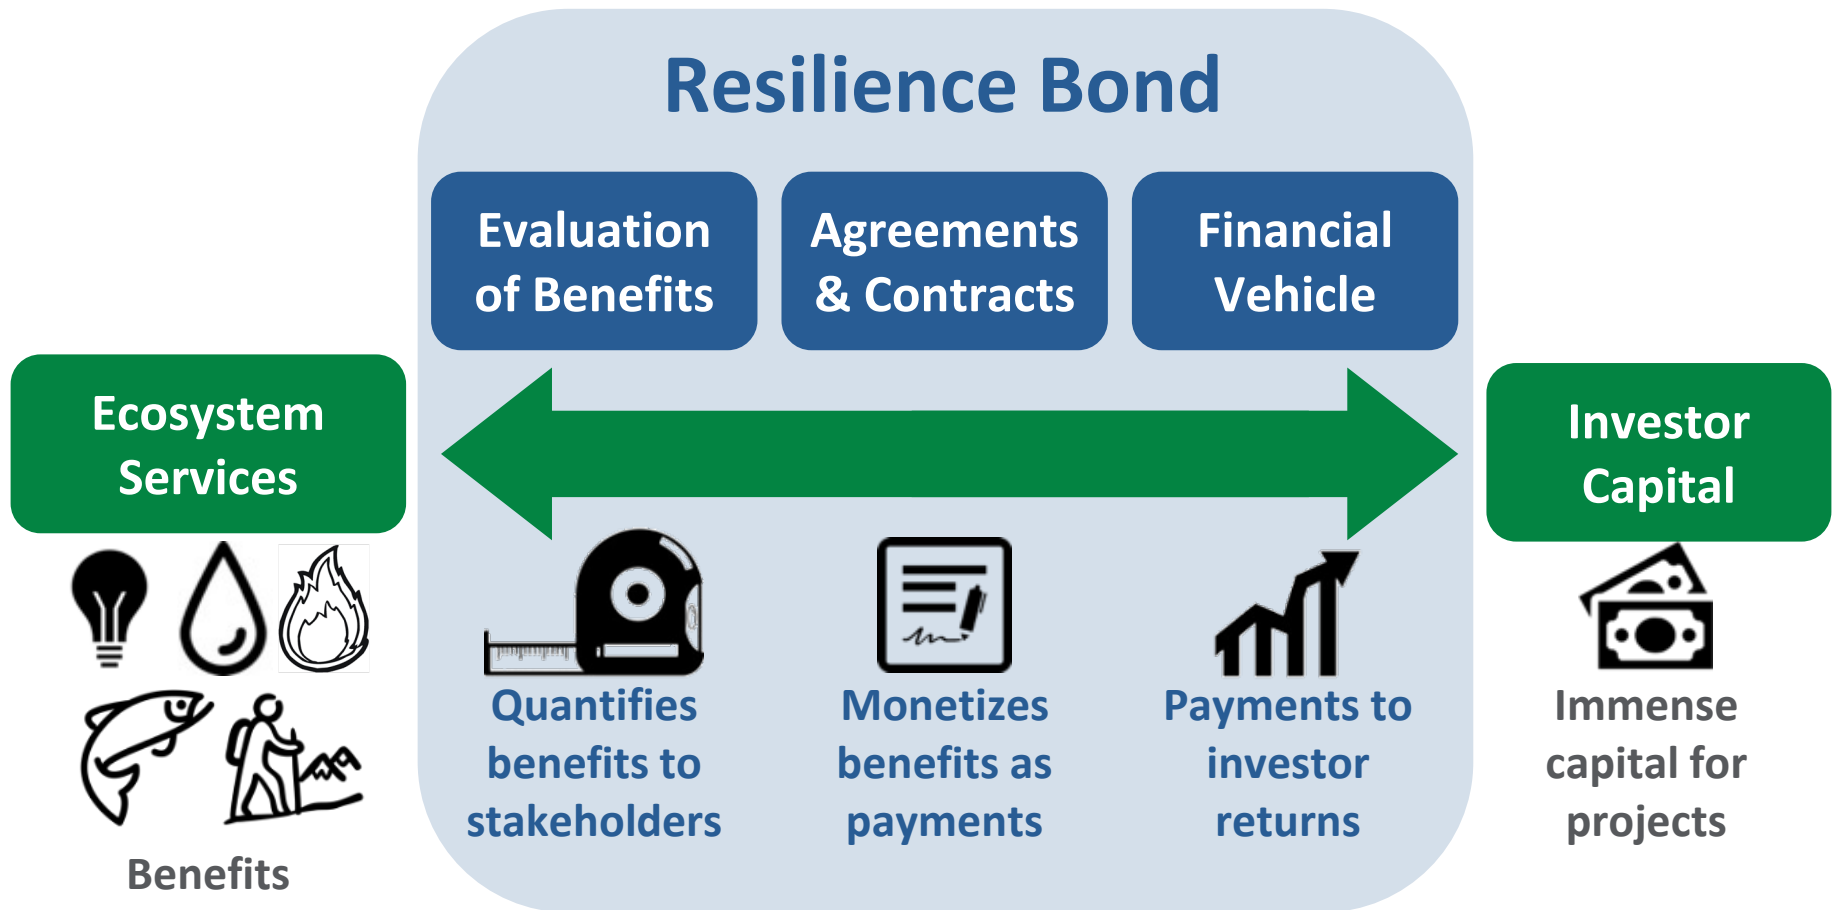 Resilience Bond
Evaluation
of Benefits
Agreements
& Contracts
Financial
Vehicle
Ecosystem
Services
Investor
Capital
Quantifies
benefits to
stakeholders
Monetizes
benefits as
payments
Payments to
investor
returns
Immense
capital for
projects
Benefits